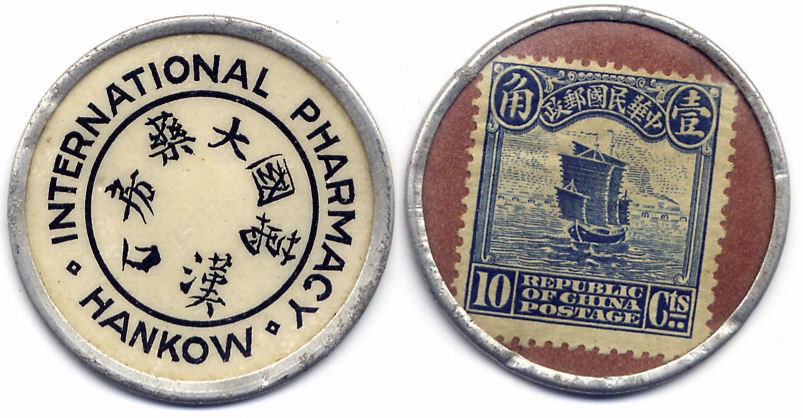 INTERNATIONAL PHARMACY
HANKOW
萬國大藥房
漢口
中華民國郵政
壹角
10 REPUBLIC OF CHINA POSTAGE Cts